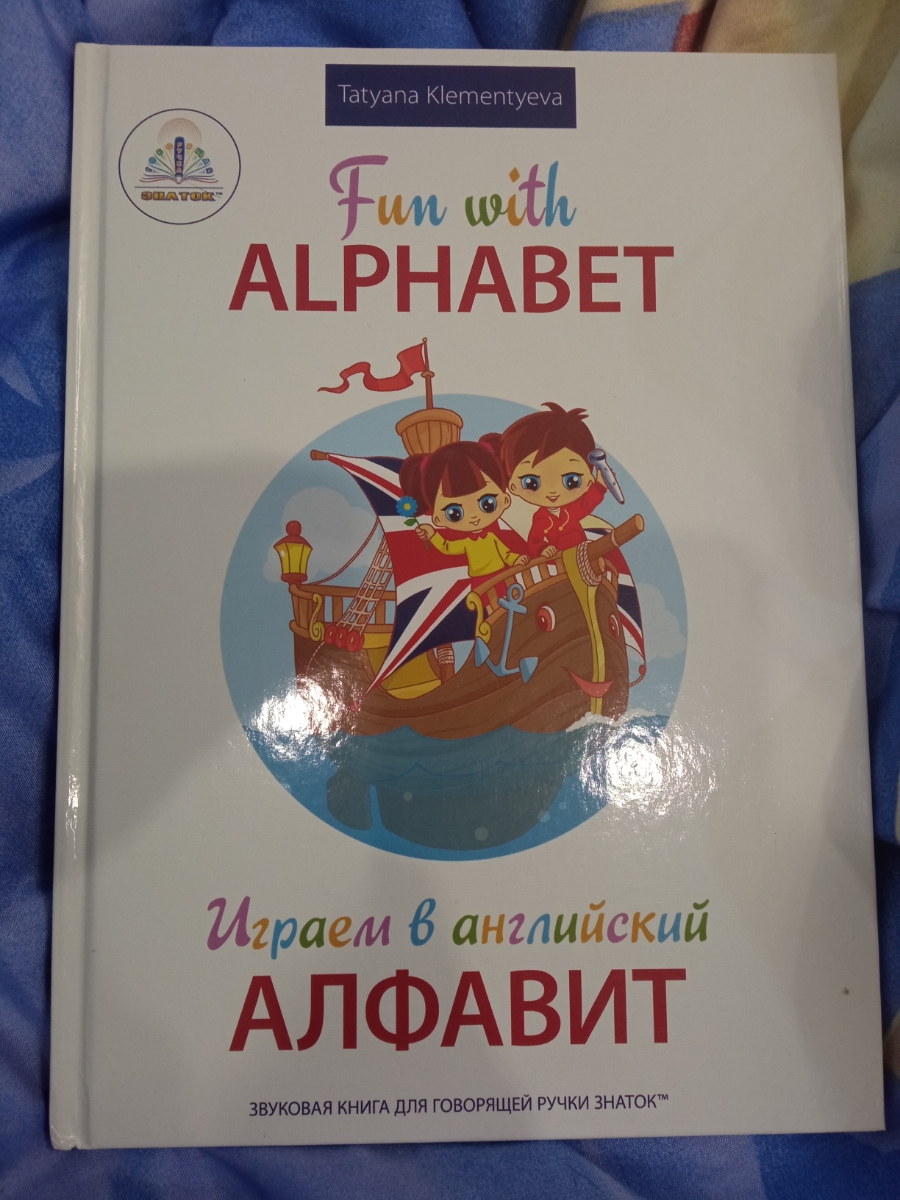 Tatyana Klementyeva
ЗНАТОК™
Fun with
ALPHABET
Играем в английский
АЛФАВИТ
ЗВУКОВАЯ КНИГА ДЛЯ ГОВОРЯЩЕЙ РУЧКИ ЗНАТОК™